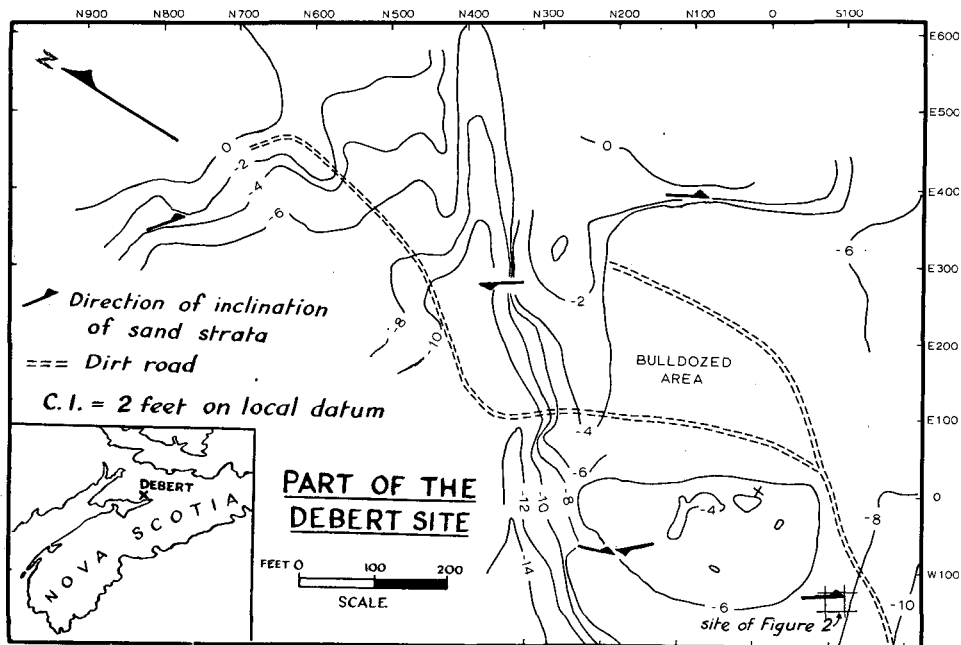 N900 N800 N700 N600 N500 N400 N300 N200 N100 0 S100
E600
E500
E400
E300
E200
E100
0
W100
N
0
-2
-4
-6
-8
-10
0
-2
-4
-6
-6
BULLDOZED
AREA
Direction of inclination
of sand strata
=== Dirt road
C.I. = 2 feet on local datum
DEBERT
NOVA SCOTIA
PART OF THE
DEBERT SITE
FEET 0 100 200
SCALE
-12
-10
-8
-14
-4
x
-6
-8
-10
site of Figure 2